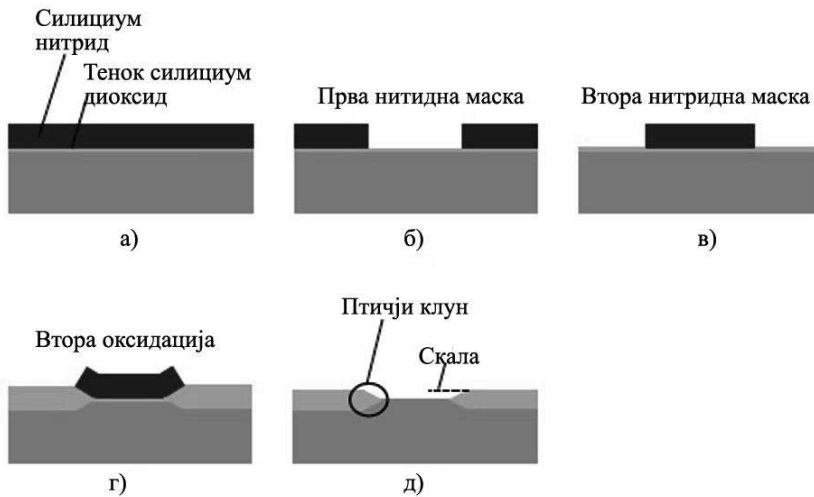 Силициум
нитрид
Тенок силициум
диоксид
Прва нитидна маска
Втора нитридна маска
а)
б)
в)
Птичји клун
Втора оксидација
Скала
г)
д)